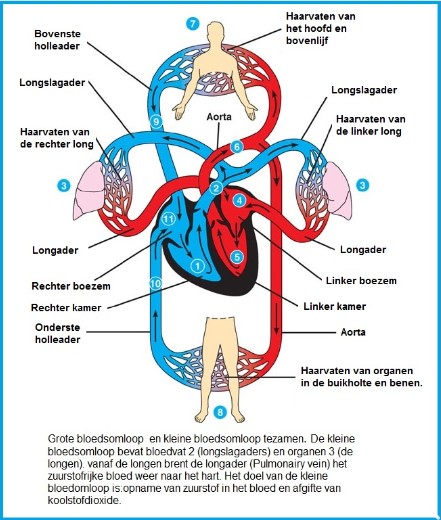 7
Haarvaten van
het hoofd en
bovenlijf
Bovenste
holleader
Longslagader
Longslagader
Aorta
9
Haarvaten van
de rechter long
Haarvaten van
de linker long
6
3
2
3
4
11
Longader
Longader
5
1
Rechter boezem
Linker boezem
10
Rechter kamer
Linker kamer
Onderste
holleader
Aorta
Haarvaten van organen
in de buikholte en benen.
8
Grote bloedsomloop en kleine bloedsomloop tezamen. De kleine
bloedsomloop bevat bloedvat 2 (longslagaders) en organen 3 (de
longen). vanaf de longen brent de longader (Pulmonairy vein) het
zuurstofrijke bloed weer naar het hart. Het doel van de kleine
bloedomloop is:opname van zuurstof in het bloed en afgifte van
koolstofdioxide.